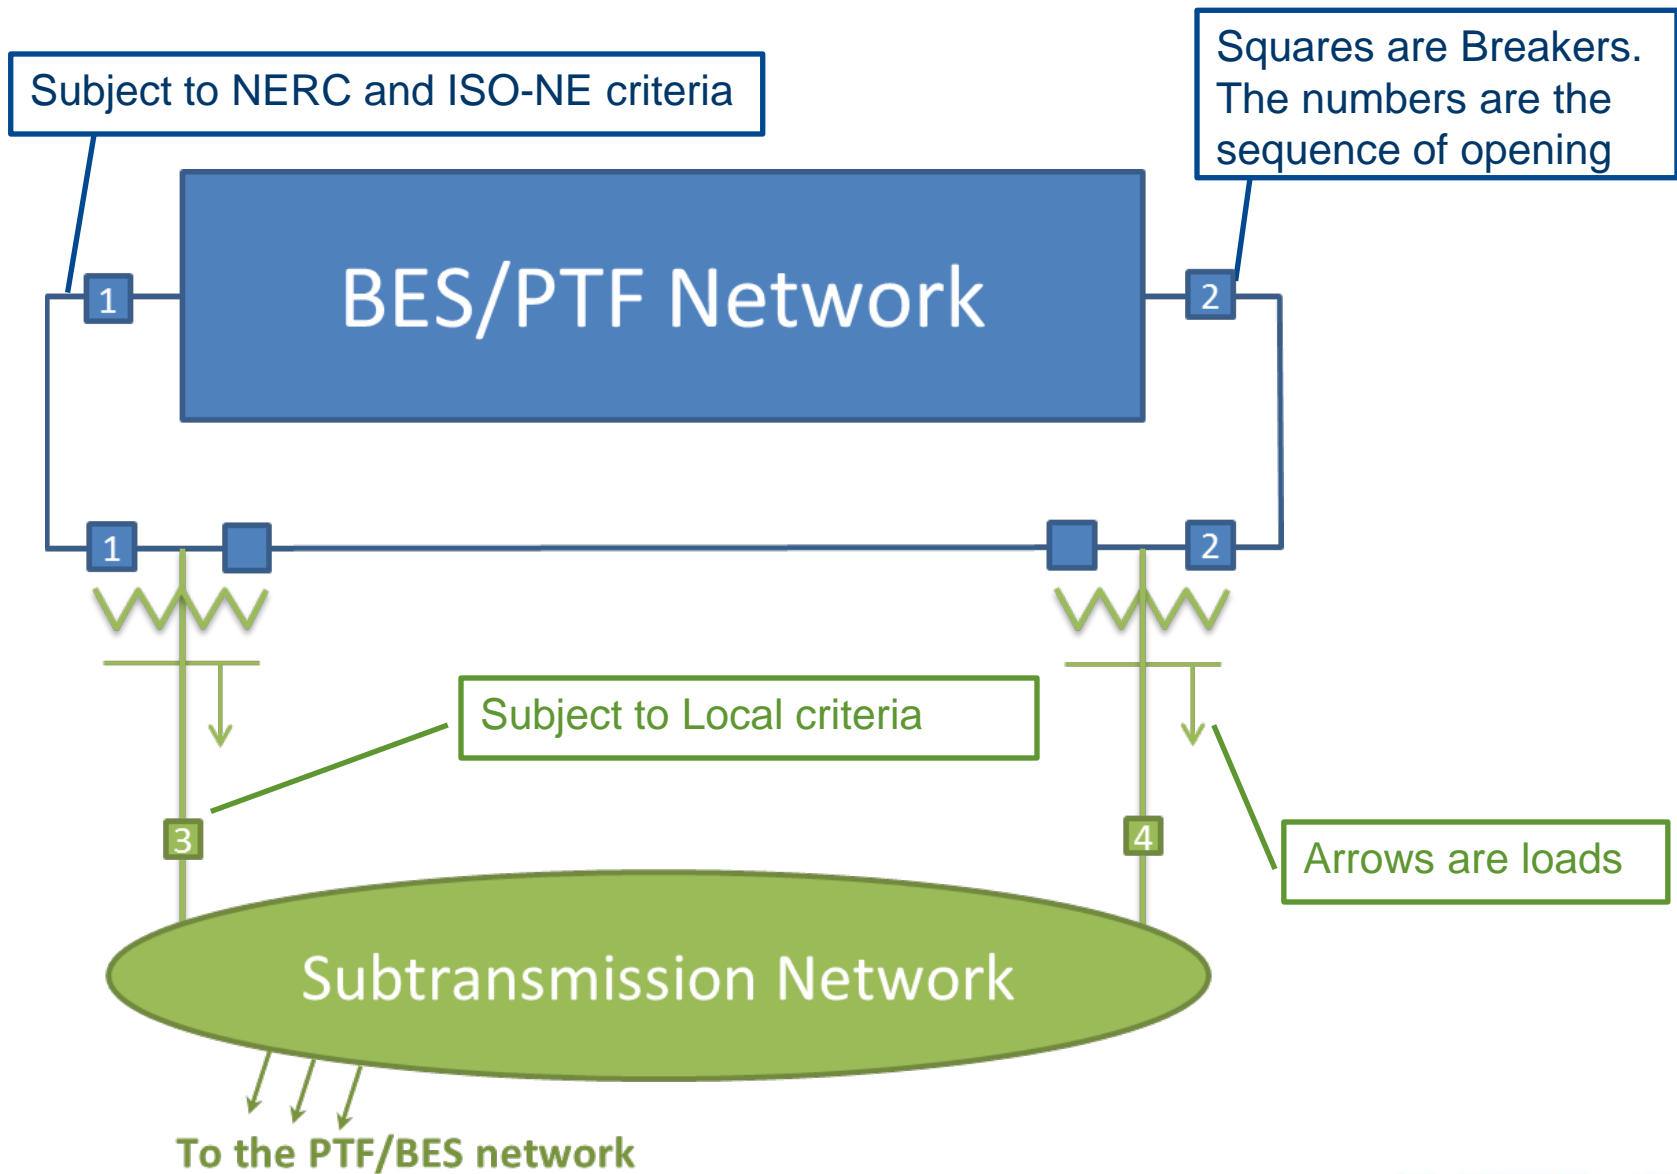 Subject to NERC and ISO-NE criteria
Squares are Breakers.
The numbers are the
sequence of opening
1
BES/PTF Network
2
1
2
Subject to Local criteria
3
4
Arrows are loads
Subtransmission Network
To the PTF/BES network